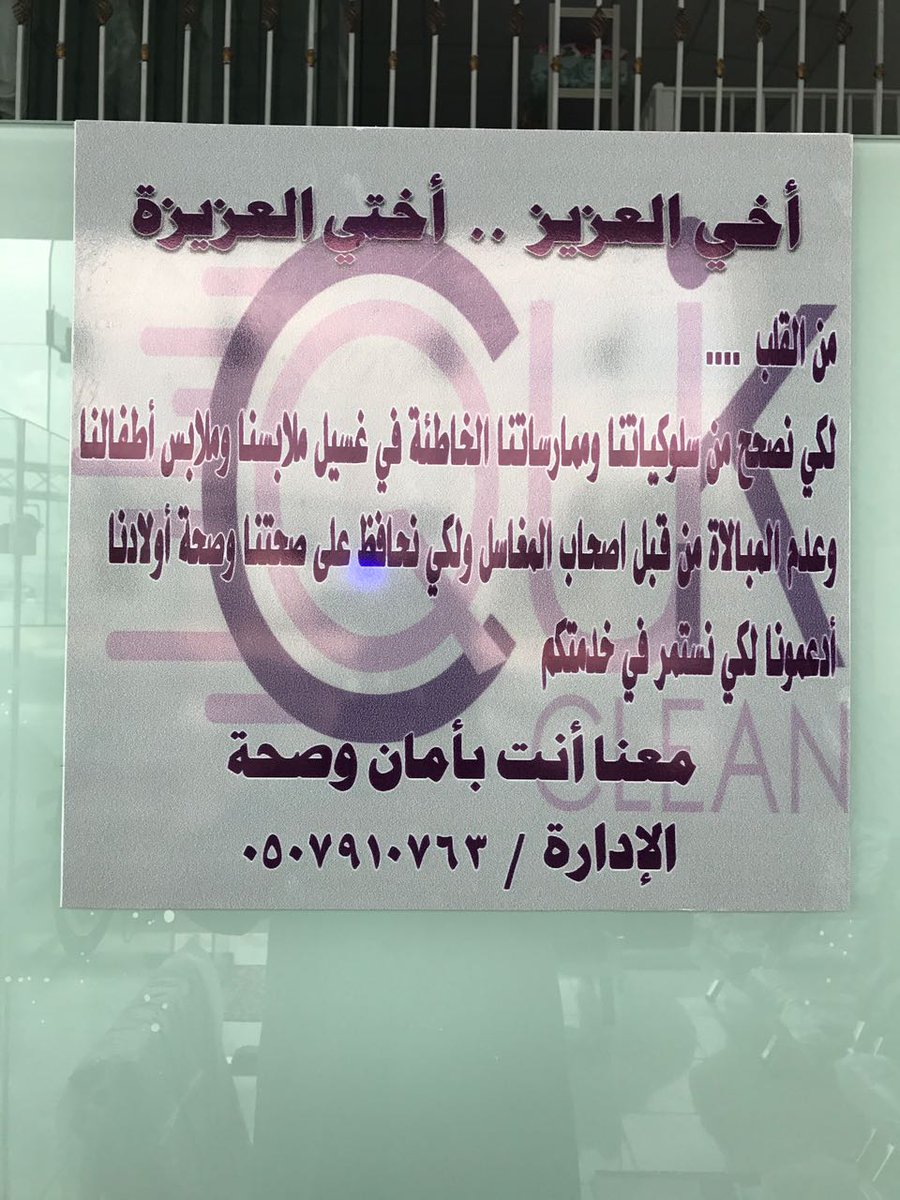 أخي العزيز .. أختي العزيزة
من القلب ....
لكي نصحح من سلوكياتنا وممارساتنا الخاطئة في غسيل ملابسنا وملابس أطفالنا
وعدم المبالاة من قبل اصحاب المغاسل ولكي نحافظ على صحتنا وصحة أولادنا
أدعمونا لكي نستمر في خدمتكم
معنا أنت بأمان وصحة
الإدارة / ٠٥٠٧٩١٠٧٦٣
QUiK
CLEAN